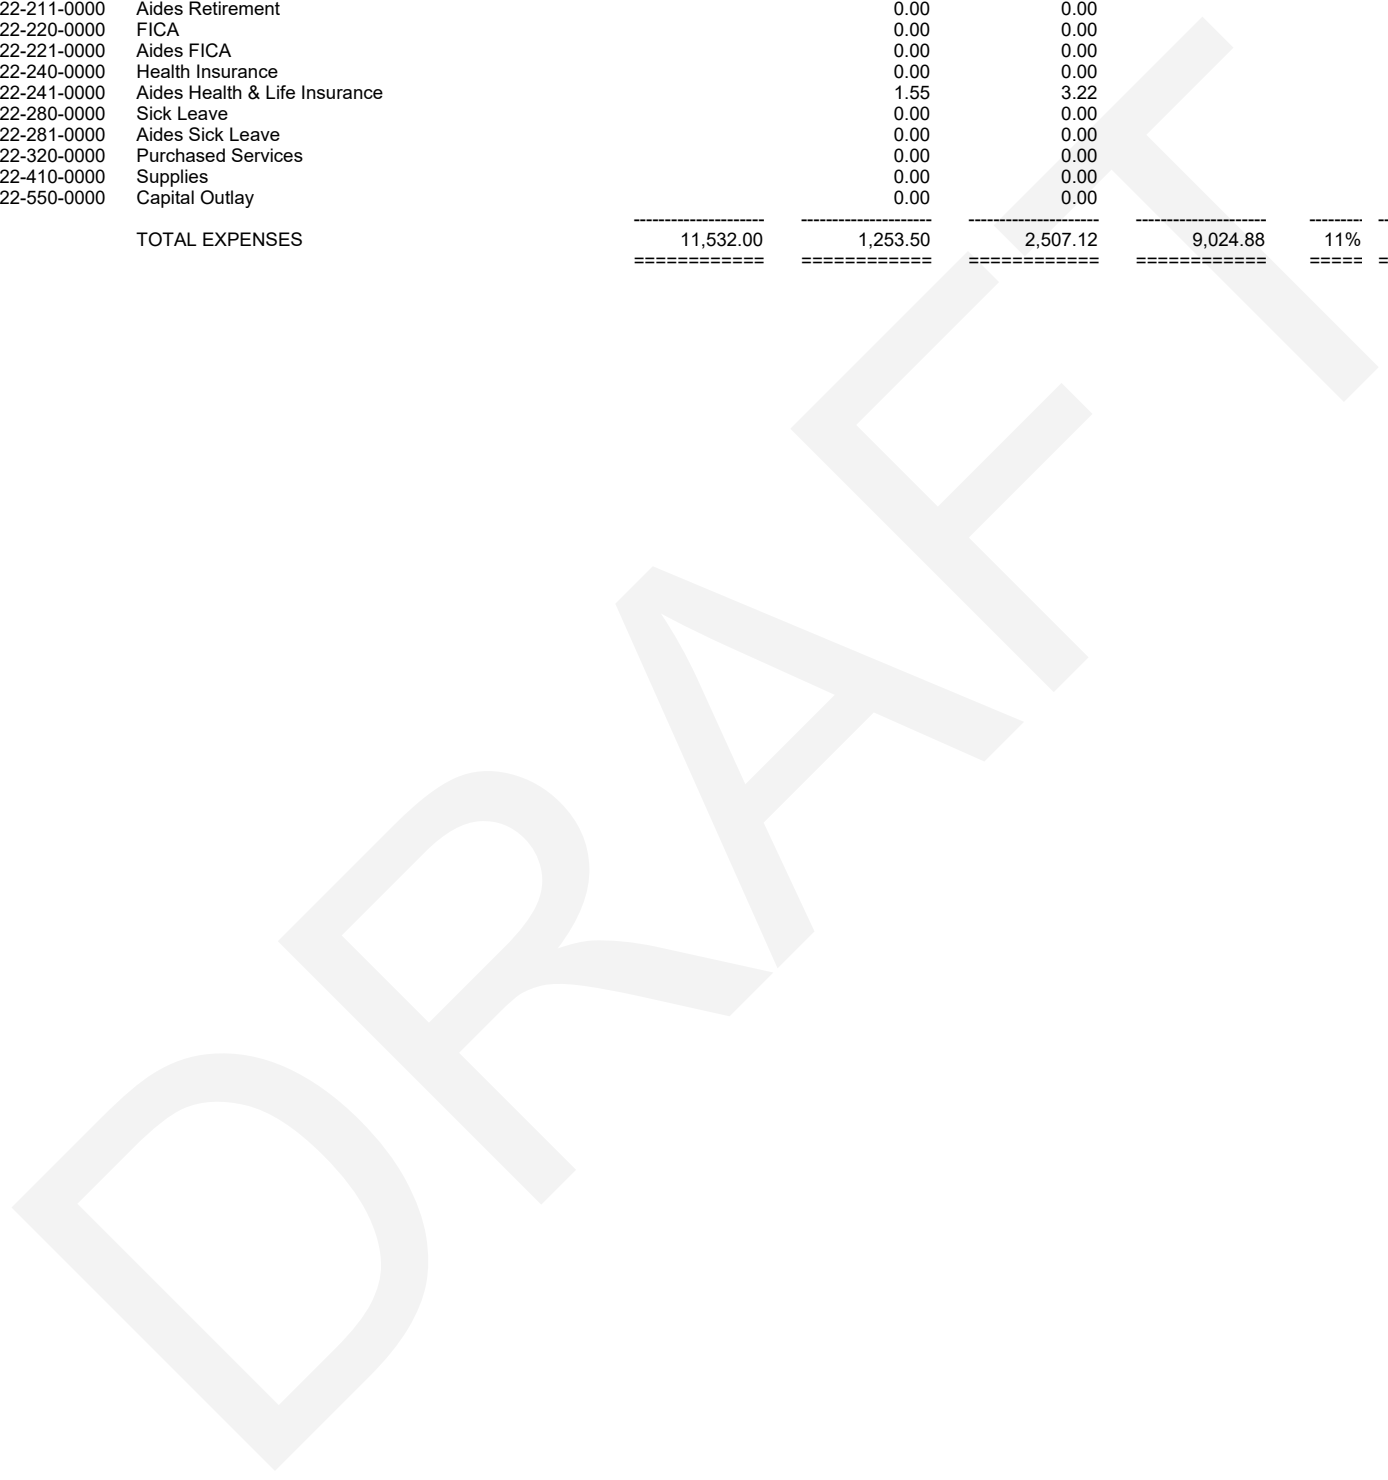 22-211-0000 Aides Retirement 0.00 0.00
22-220-0000 FICA 0.00 0.00
22-221-0000 Aides FICA 0.00 0.00
22-240-0000 Health Insurance 0.00 0.00
22-241-0000 Aides Health & Life Insurance 1.55 3.22
22-280-0000 Sick Leave 0.00 0.00
22-281-0000 Aides Sick Leave 0.00 0.00
22-320-0000 Purchased Services 0.00 0.00
22-410-0000 Supplies 0.00 0.00
22-550-0000 Capital Outlay 0.00 0.00
--------------------- --------------------- --------------------- --------------------- -------- --
TOTAL EXPENSES 11,532.00 1,253.50 2,507.12 9,024.88 11%
============ ============ ============ ============ ===== =
DRAFT